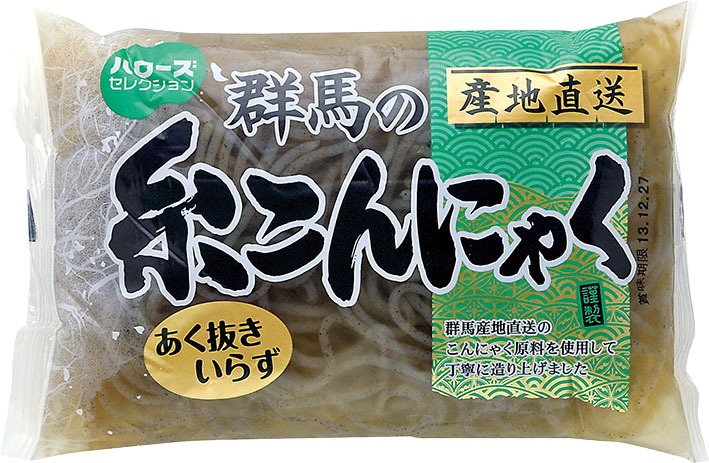 ハローズ
セレクション
群馬の
産地直送
糸こんにゃく
賞味期限 13.12.27
謹製
あく抜き
いらず
群馬産地直送の
こんにゃく原料を使用して
丁寧に造り上げました